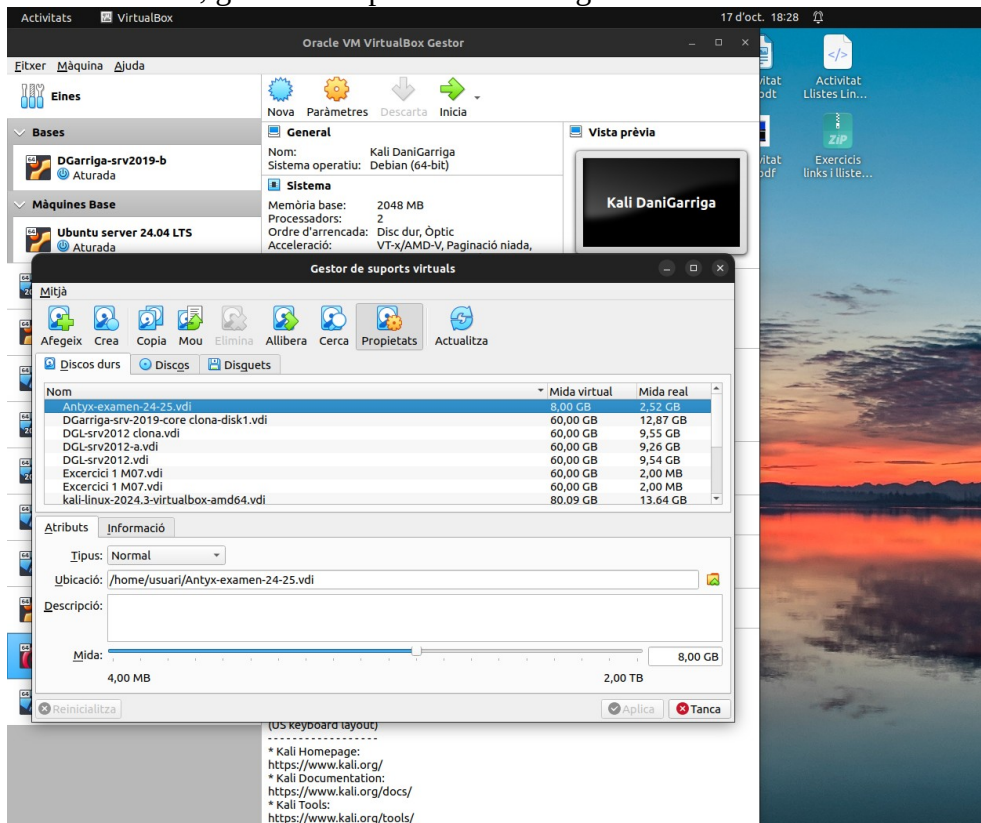 Activitats VirtualBox 17 d'oct. 18:28
Oracle VM VirtualBox Gestor
Fitxer Màquina Ajuda
Eines
Nova Paràmetres Descarta Inicia
Bases
DGarriga-srv2019-b
Aturada
Màquines Base
Ubuntu server 24.04 LTS
Aturada
General
Nom: Kali DaniGarriga
Sistema operatiu: Debian (64-bit)
Sistema
Memòria base: 2048 MB
Processadors: 2
Ordre d'arrencada: Disc dur, Òptic
Acceleració: VT-x/AMD-V, Paginació niada,
Vista prèvia
Kali DaniGarriga
Activitat
Llistes Lin...
ZIP
Exercicis
links i lliste...
Gestor de suports virtuals
Mitjà
Afegeix Crea Copia Mou Elimina Allibera Cerca Propietats Actualitza
Discos durs Discos Disquets
Nom Mida virtual Mida real
Antyx-examen-24-25.vdi 8,00 GB 2,52 GB
DGarriga-srv-2019-core clona-disk1.vdi 60,00 GB 12,87 GB
DGL-srv2012 clona.vdi 60,00 GB 9,55 GB
DGL-srv2012-a.vdi 60,00 GB 9,26 GB
DGL-srv2012.vdi 60,00 GB 9,54 GB
Excercici 1 M07.vdi 60,00 GB 2,00 MB
Excercici 1 M07.vdi 60,00 GB 2,00 MB
kali-linux-2024.3-virtualbox-amd64.vdi 80,09 GB 13,64 GB
Atributs Informació
Tipus: Normal
Ubicació: /home/usuari/Antyx-examen-24-25.vdi
Descripció:
Mida: 8,00 GB
4,00 MB 2,00 TB
Reinicialitza Aplica Tanca
(US keyboard layout)
- - - - - - - - - - - - - - - - - -
* Kali Homepage:
https://www.kali.org/
* Kali Documentation:
https://www.kali.org/docs/
* Kali Tools:
https://www.kali.org/tools/